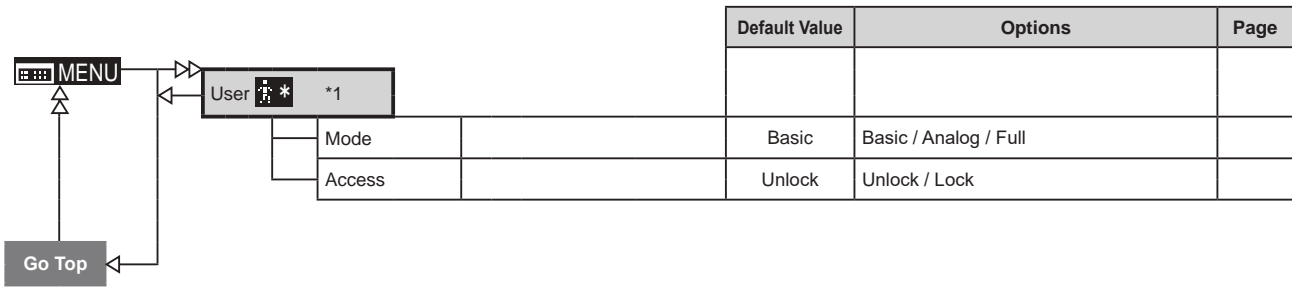 Default Value Options Page
MENU
User * *1
Mode Basic Basic / Analog / Full
Access Unlock Unlock / Lock
Go Top